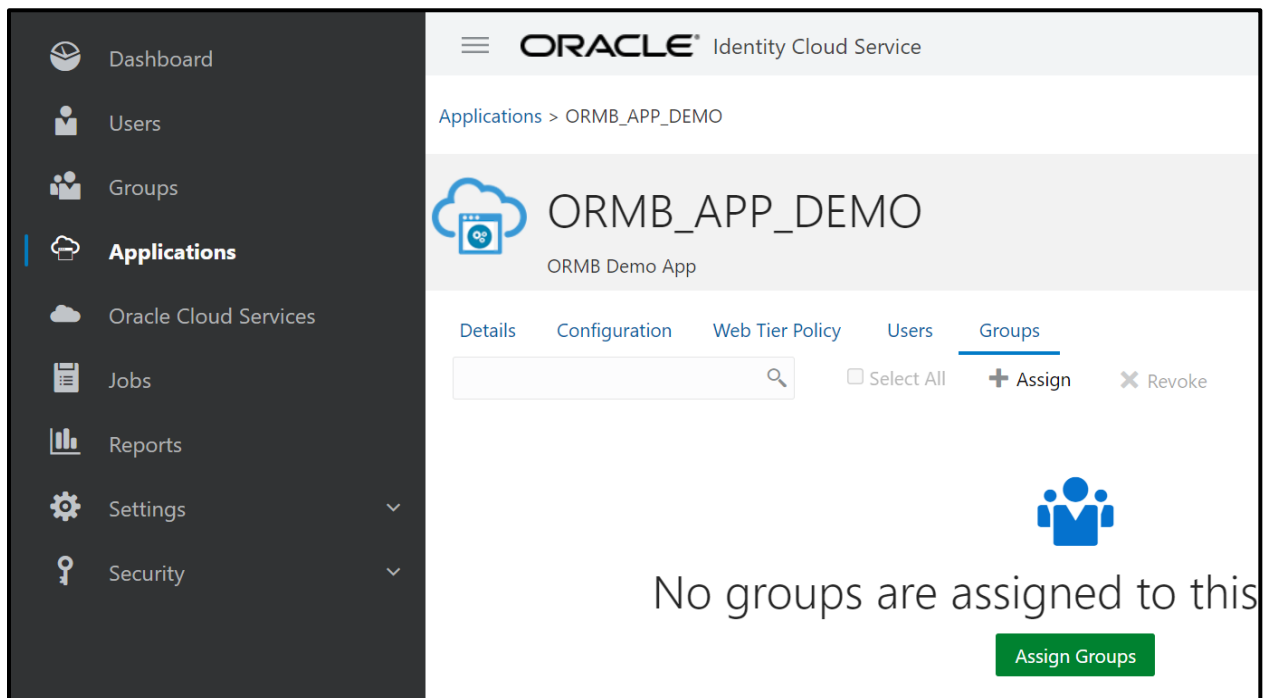 Dashboard
Users
Groups
Applications
Oracle Cloud Services
Jobs
Reports
Settings
Security
ORACLE® Identity Cloud Service
Applications > ORMB_APP_DEMO
ORMB_APP_DEMO
ORMB Demo App
Details Configuration Web Tier Policy Users Groups
Select All Assign Revoke
No groups are assigned to this
Assign Groups